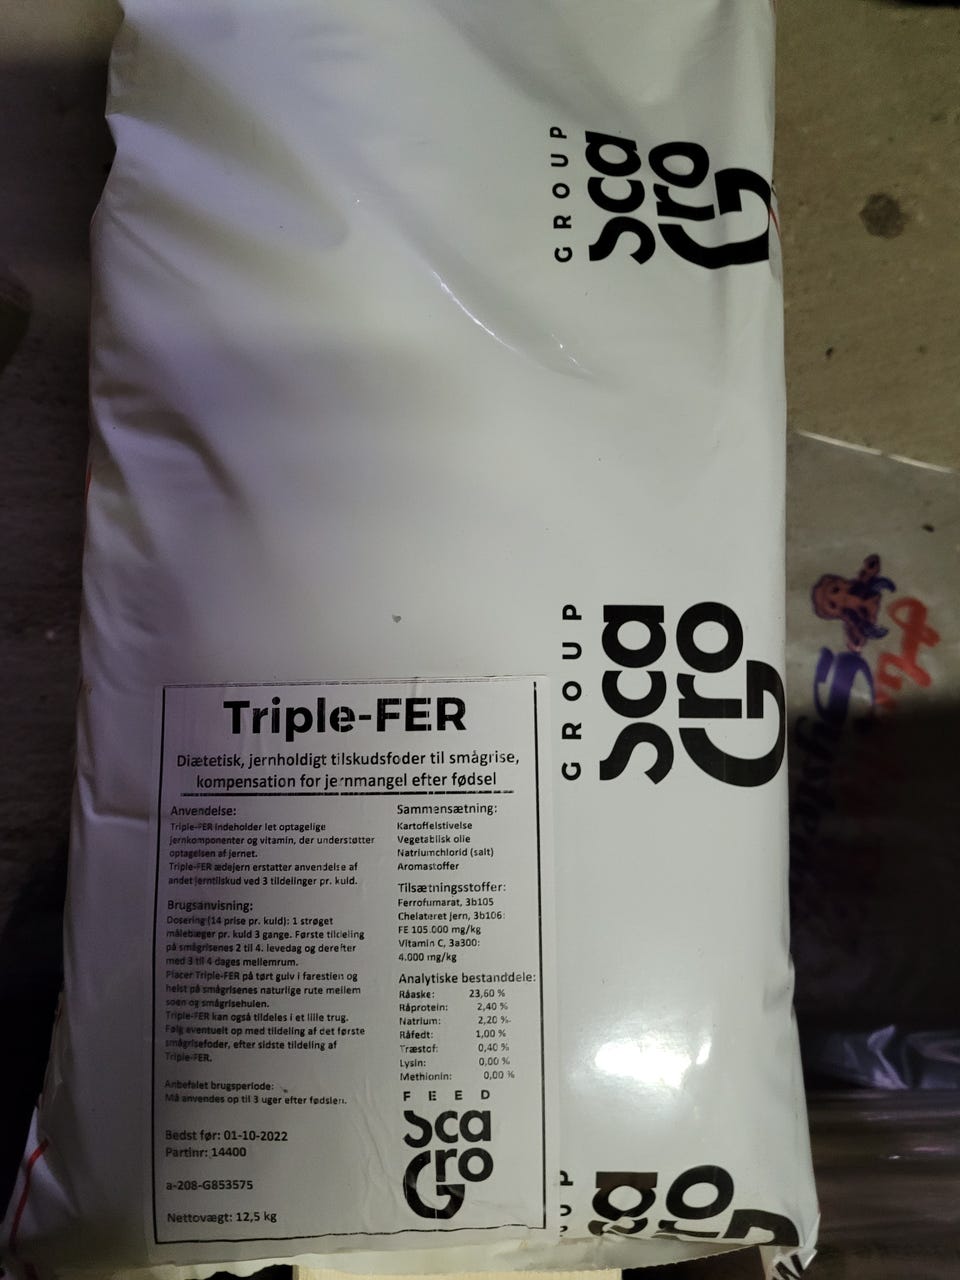 GROUP
Sca
Gro
GROUP
Sca
Gro
Triple-FER
Diætetisk, jernholdigt tilskudsfoder til smågrise,
kompensation for jernmangel efter fødsel
Anvendelse:
Triple-FER indeholder let optagelige
jernkomponenter og vitamin, der understøtter
optagelsen af jernet.
Triple-FER ædejern erstatter anvendelse af
andet jerntilskud ved 3 tildelinger pr. kuld.
Brugsanvisning:
Dosering (14 prise pr. kuld): 1 strøget
målebæger pr. kuld 3 gange. Første tildeling
på smågrisenes 2 til 4. levedag og derefter
med 3 til 4 dages mellemrum.
Placer Triple-FER på tørt gulv i farestien og
helst på smågrisenes naturlige rute mellem
soen og smågrisehulen.
Triple-FER kan også tildeles i et lille trug.
Følg eventuelt op med tildeling af det første
smågrisefoder, efter sidste tildeling af
Triple-FER.
Anbefalet brugsperiode:
Må anvendes op til 3 uger efter fødslen.
Bedst før: 01-10-2022
Partinr: 14400
a-208-G853575
Nettovægt: 12,5 kg
Sammensætning:
Kartoffelstivelse
Vegetabilsk olie
Natriumchlorid (salt)
Aromastoffer
Tilsætningsstoffer:
Ferrofumarat, 3b105
Chelateret jern, 3b106:
FE 105.000 mg/kg
Vitamin C, 3a300:
4.000 mg/kg
Analytiske bestanddele:
Råaske: 23,60 %
Råprotein: 2,40 %
Natrium: 2,20 %
Råfedt: 1,00 %
Træstof: 0,40 %
Lysin: 0,00 %
Methionin: 0,00 %
FEED
Sca
Gro